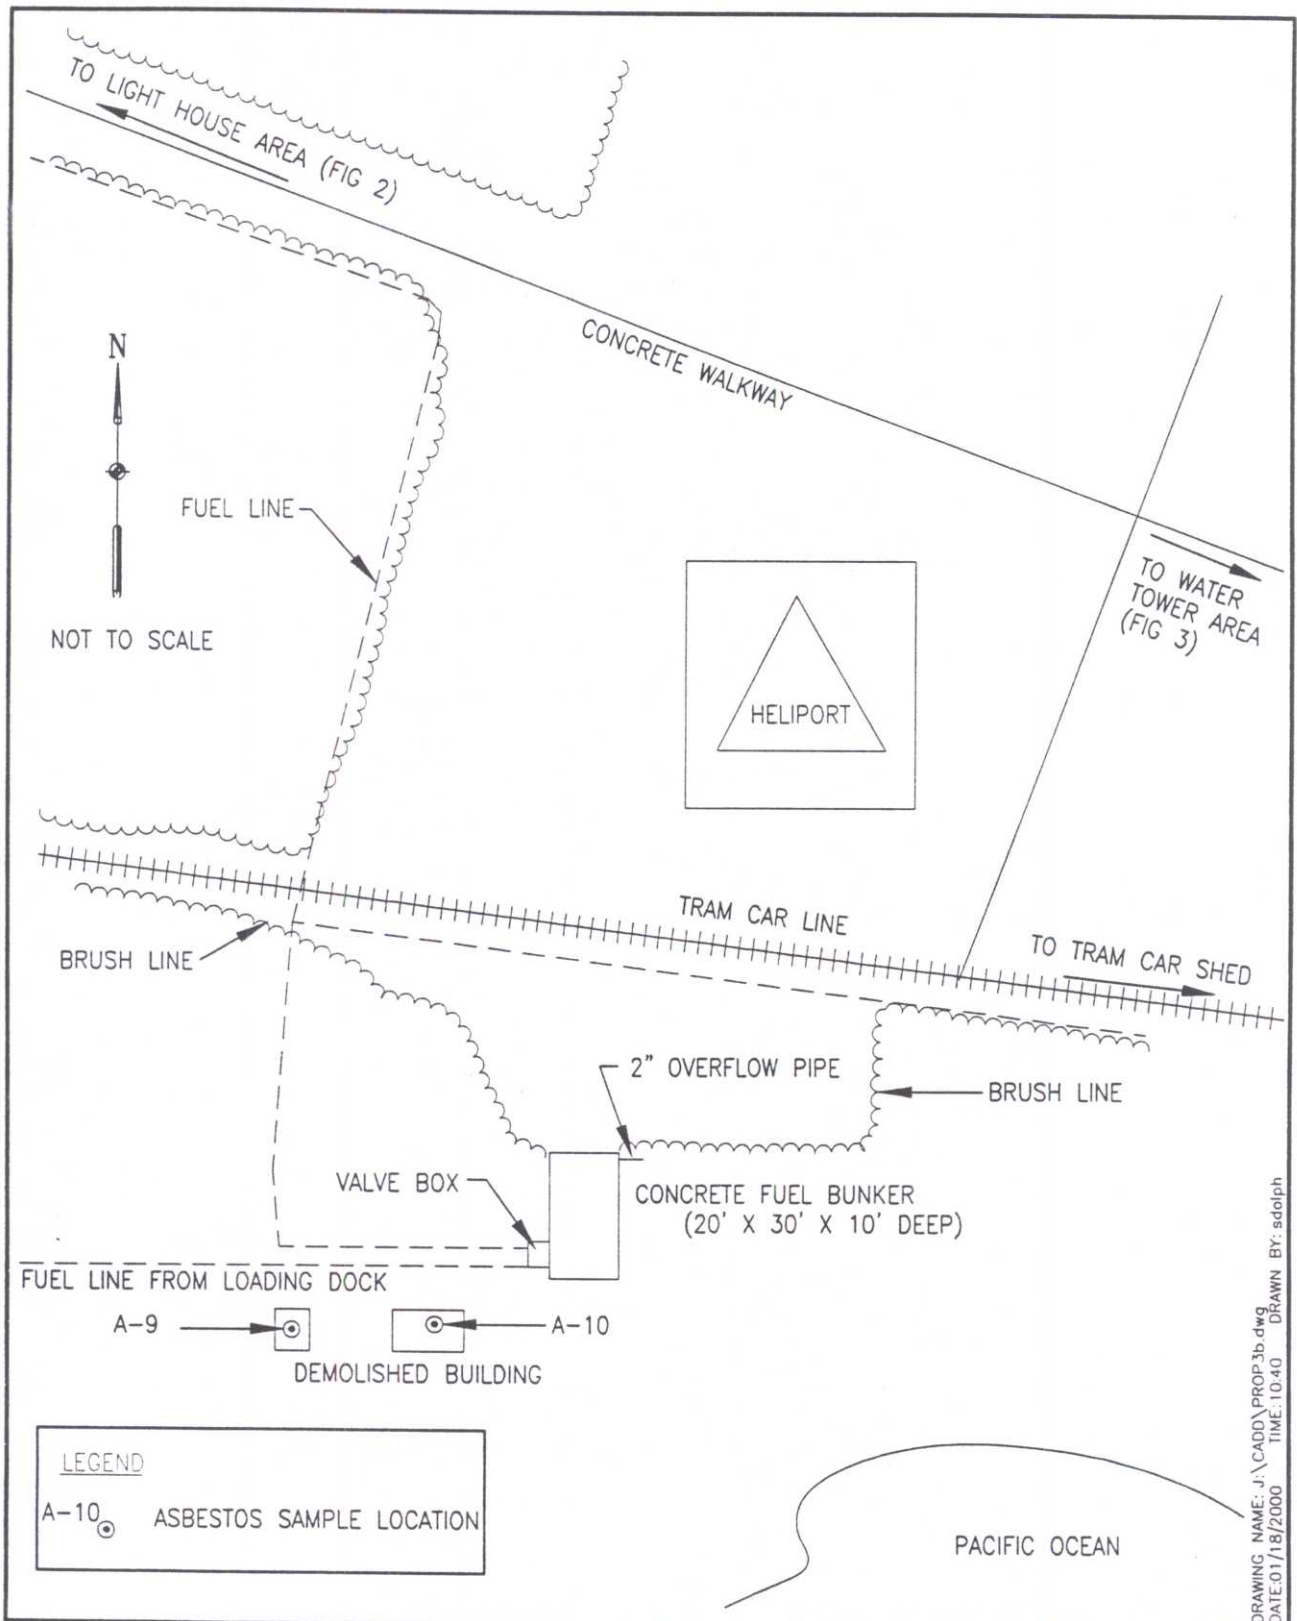 TO LIGHT HOUSE AREA (FIG 2)
CONCRETE WALKWAY
N
FUEL LINE
NOT TO SCALE
TO WATER
TOWER AREA
(FIG 3)
HELIPORT
TRAM CAR LINE
TO TRAM CAR SHED
BRUSH LINE
2" OVERFLOW PIPE
BRUSH LINE
VALVE BOX
CONCRETE FUEL BUNKER
(20' X 30' X 10' DEEP)
FUEL LINE FROM LOADING DOCK
A-9
A-10
DEMOLISHED BUILDING
LEGEND
A-10 ASBESTOS SAMPLE LOCATION
PACIFIC OCEAN
DRAWING NAME: J:\CADD\PROP3b.dwg
DATE:01/18/2000 TIME: 10:40 DRAWN BY: sdolph